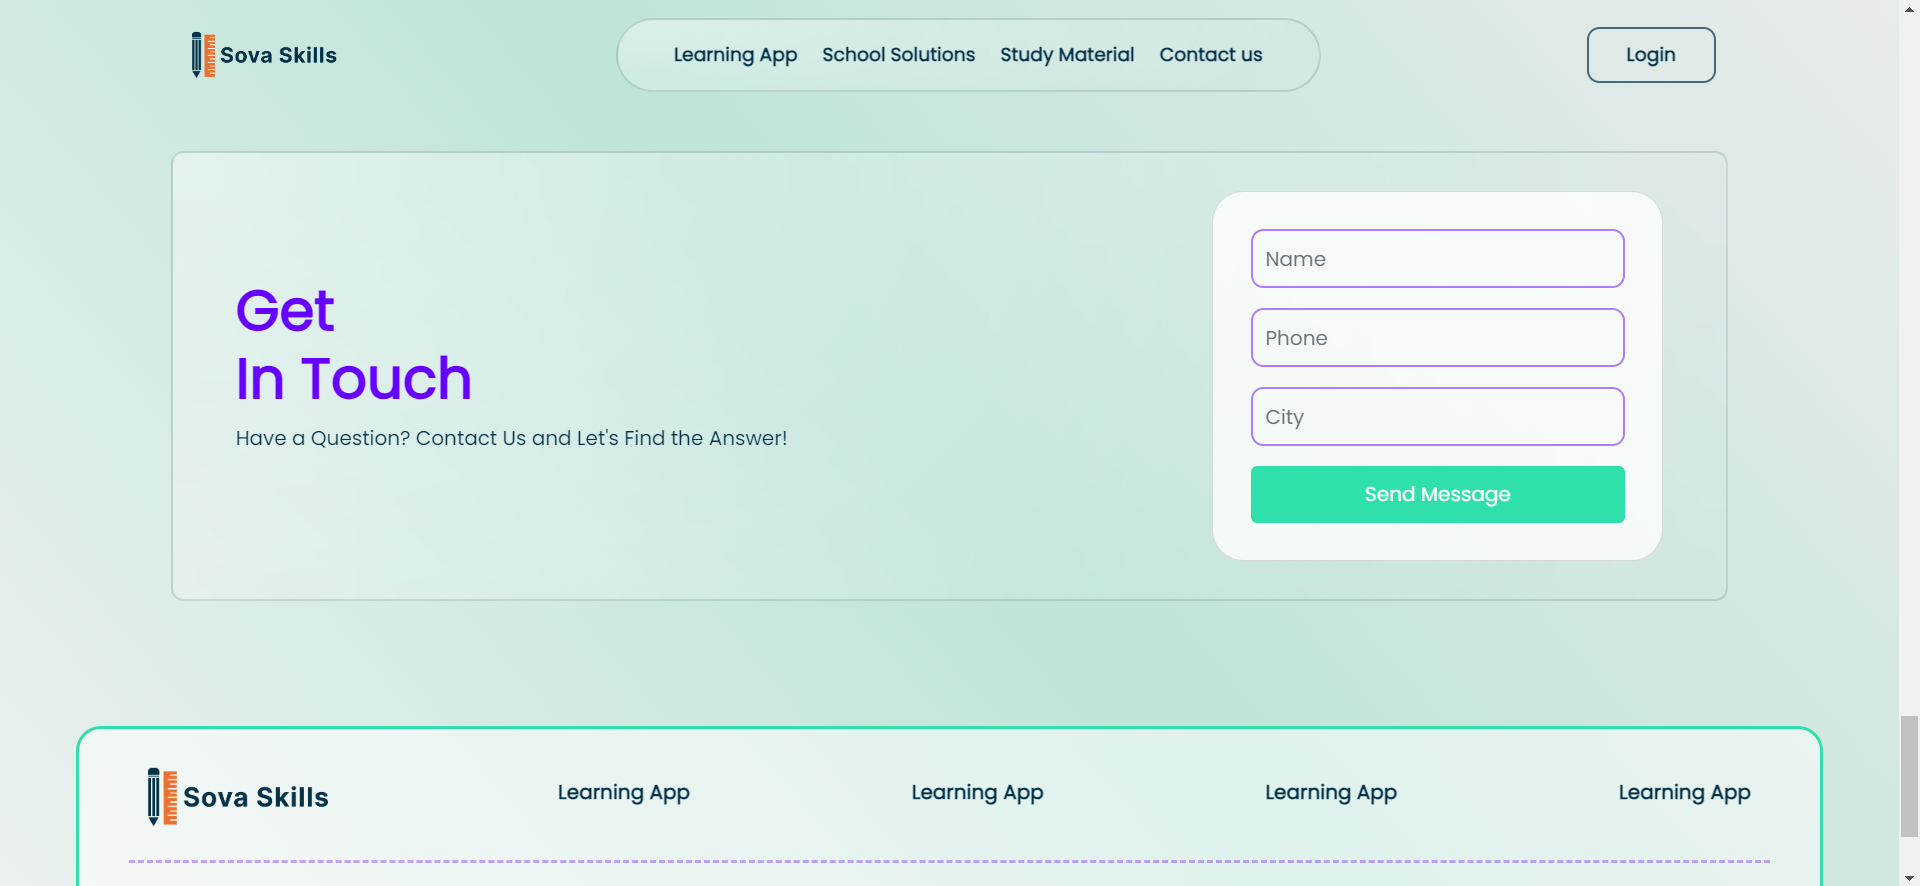 Sova Skills
Learning App
School Solutions
Study Material
Contact us
Login
Get
In Touch
Have a Question? Contact Us and Let's Find the Answer!
Name
Phone
City
Send Message
Sova Skills
Learning App
Learning App
Learning App
Learning App